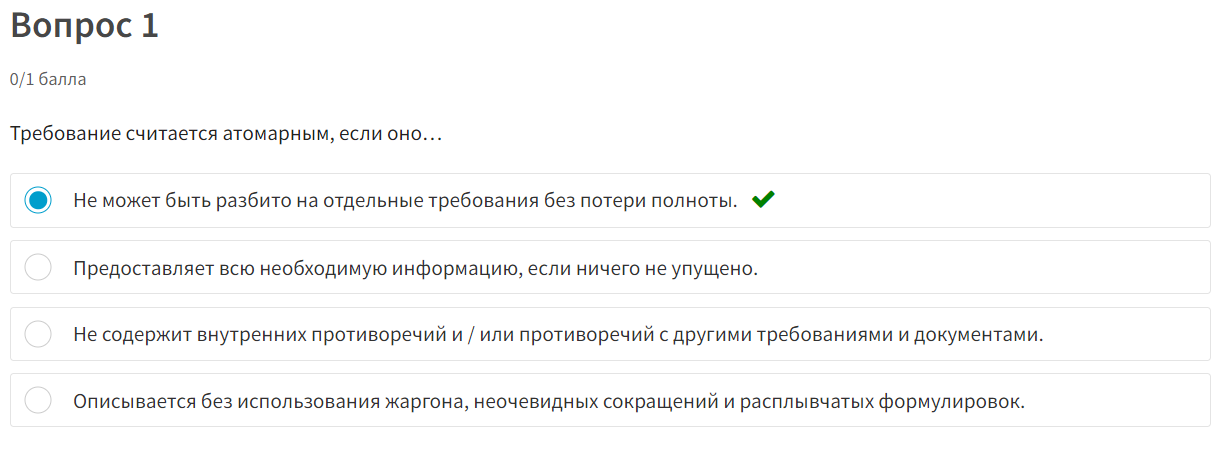 Вопрос 1
0/1 балла
Требование считается атомарным, если оно…
Не может быть разбито на отдельные требования без потери полноты.
Предоставляет всю необходимую информацию, если ничего не упущено.
Не содержит внутренних противоречий и / или противоречий с другими требованиями и документами.
Описывается без использования жаргона, неочевидных сокращений и расплывчатых формулировок.